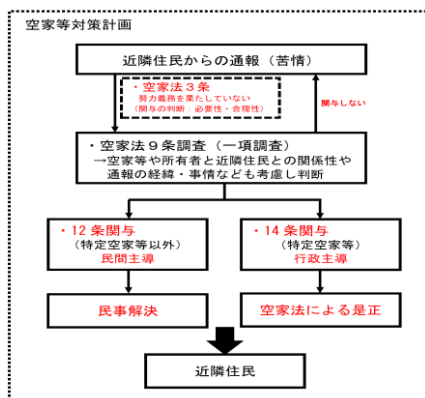 空家等対策計画
近隣住民からの通報（苦情）
・空家法３条
努力義務を果たしていない
（関与の判断：必要性・合理性）
関与しない
・空家法９条調査（一項調査）
→空家等や所有者と近隣住民との関係性や
通報の経緯・事情なども考慮し判断
・12条関与
（特定空家等以外）
民間主導
・14条関与
（特定空家等）
行政主導
民事解決
空家法による是正
近隣住民